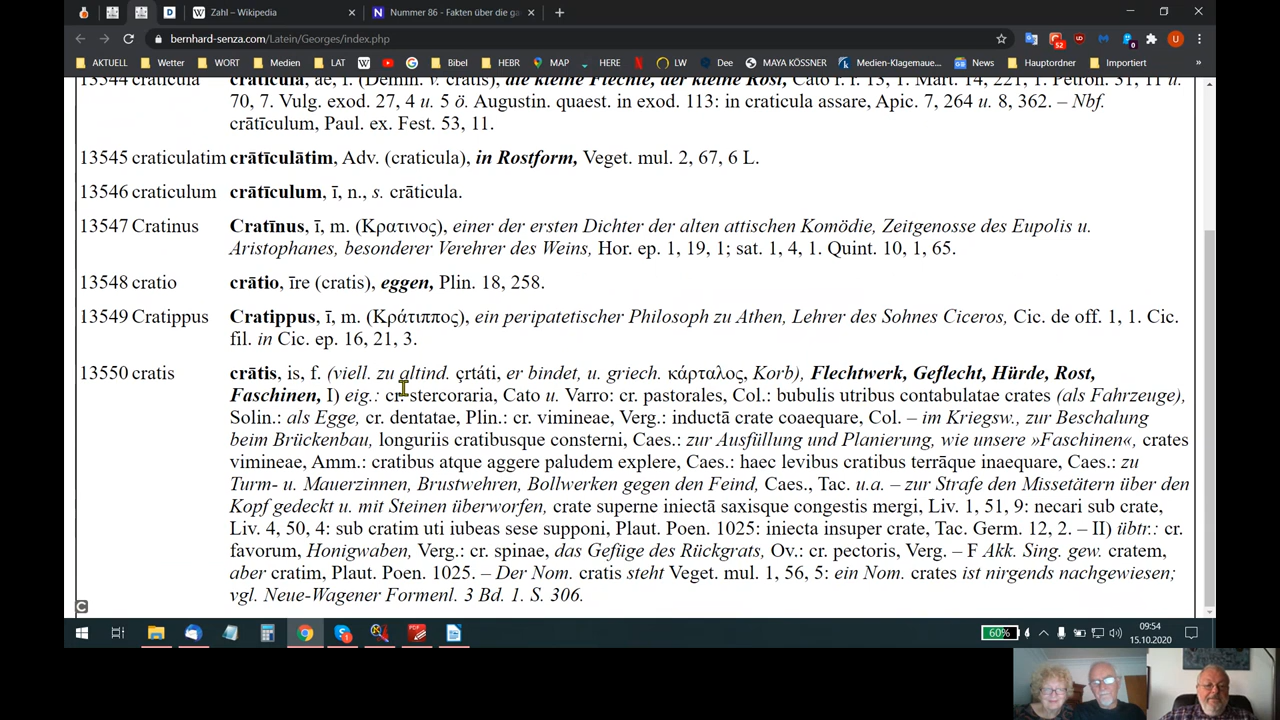 Zahl – Wikipedia
Nummer 86 - Fakten über die ga
bernhard-senza.com/Latein/Georges/index.php
AKTUELL Wetter WORT Medien LAT Bibel HEBR MAP HERE LW Dee MAYA KÖSSNER Medien-Klagemaue... News Hauptordner Importiert
13544 craticula crāticula, ae, f. (Demin. v. cratis), die kleine Flechte, der kleine Rost, Cato r. r. 13, 1. Mart. 14, 221, 1. Petron. 31, 11 u.
70, 7. Vulg. exod. 27, 4 u. 5 ö. Augustin. quaest. in exod. 113: in craticula assare, Apic. 7, 264 u. 8, 362. – Nbf.
crātīculum, Paul. ex. Fest. 53, 11.
13545 craticulatim crātīculātim, Adv. (craticula), in Rostform, Veget. mul. 2, 67, 6 L.
13546 craticulum crātīculum, ī, n., s. crāticula.
13547 Cratinus Cratīnus, ī, m. (Κρατινος), einer der ersten Dichter der alten attischen Komödie, Zeitgenosse des Eupolis u.
Aristophanes, besonderer Verehrer des Weins, Hor. ep. 1, 19, 1; sat. 1, 4, 1. Quint. 10, 1, 65.
13548 cratio crātio, īre (cratis), eggen, Plin. 18, 258.
13549 Cratippus Cratippus, ī, m. (Κράτιππος), ein peripatetischer Philosoph zu Athen, Lehrer des Sohnes Ciceros, Cic. de off. 1, 1. Cic.
fil. in Cic. ep. 16, 21, 3.
13550 cratis crātis, is, f. (viell. zu altind. çrtáti, er bindet, u. griech. κάρταλος, Korb), Flechtwerk, Geflecht, Hürde, Rost,
Faschinen, I) eig.: cr. stercoraria, Cato u. Varro: cr. pastorales, Col.: bubulis utribus contabulatae crates (als Fahrzeuge),
Solin.: als Egge, cr. dentatae, Plin.: cr. vimineae, Verg.: inductā crate coaequare, Col. – im Kriegsw., zur Beschalung
beim Brückenbau, longuriis cratibusque consterni, Caes.: zur Ausfüllung und Planierung, wie unsere »Faschinen«, crates
vimineae, Amm.: cratibus atque aggere paludem explere, Caes.: haec levibus cratibus terrāque inaequare, Caes.: zu
Turm- u. Mauerzinnen, Brustwehren, Bollwerken gegen den Feind, Caes., Tac. u.a. – zur Strafe den Missetätern über den
Kopf gedeckt u. mit Steinen überworfen, crate superne iniectā saxisque congestis mergi, Liv. 1, 51, 9: necari sub crate,
Liv. 4, 50, 4: sub cratim uti iubeas sese supponi, Plaut. Poen. 1025: iniecta insuper crate, Tac. Germ. 12, 2. – II) übtr.: cr.
favorum, Honigwaben, Verg.: cr. spinae, das Gefüge des Rückgrats, Ov.: cr. pectoris, Verg. – F Akk. Sing. gew. cratem,
aber cratim, Plaut. Poen. 1025. – Der Nom. cratis steht Veget. mul. 1, 56, 5: ein Nom. crates ist nirgends nachgewiesen;
vgl. Neue-Wagener Formenl. 3 Bd. 1. S. 306.
60% 09:54
15.10.2020